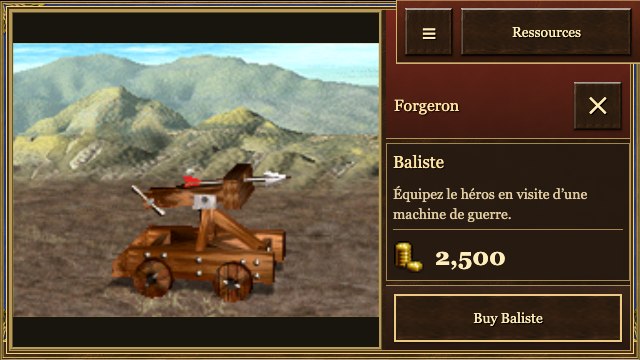 Ressources
Forgeron
Baliste
Équipez le héros en visite d’une
machine de guerre.
2,500
Buy Baliste